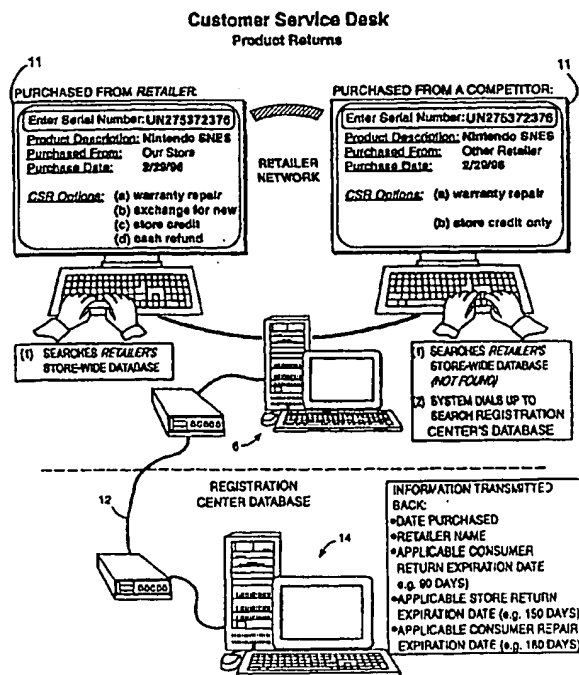 Customer Service Desk
Product Returns
11
11
PURCHASED FROM RETAILER:
Enter Serial Number:UN275372376
Product Description: Nintendo SNES
Purchased From: Our Store
Purchase Date: 2/29/96
CSR Options: (a) warranty repair
(b) exchange for new
(c) store credit
(d) cash refund
RETAILER
NETWORK
PURCHASED FROM A COMPETITOR:
Enter Serial Number:UN275372376
Product Description: Nintendo SNES
Purchased From: Other Retailer
Purchase Date: 2/29/96
CSR Options: (a) warranty repair
(b) store credit only
(1) SEARCHES RETAILER'S
STORE-WIDE DATABASE
(1) SEARCHES RETAILER'S
STORE-WIDE DATABASE
(NOT FOUND)
(2) SYSTEM DIALS UP TO
SEARCH REGISTRATION
CENTER'S DATABASE
6
12
REGISTRATION
CENTER DATABASE
14
INFORMATION TRANSMITTED
BACK:
•DATE PURCHASED
•RETAILER NAME
•APPLICABLE CONSUMER
RETURN EXPIRATION DATE
e.g. 90 DAYS)
•APPLICABLE STORE RETURN
EXPIRATION DATE (e.g. 150 DAYS)
•APPLICABLE CONSUMER REPAIR
EXPIRATION DATE (e.g. 180 DAYS)